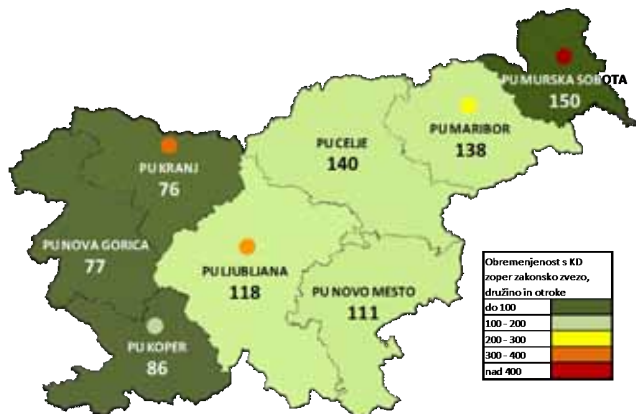 PU MURSKA SOBOTA
150
PU MARIBOR
138
PU CELJE
140
PU KRANJ
76
PU NOVA GORICA
77
PU LJUBLJANA
118
PU NOVO MESTO
111
PU KOPER
86
Obremenjenost s KD
zoper zakonsko zvezo,
družino in otroke
do 100
100 - 200
200 - 300
300 - 400
nad 400